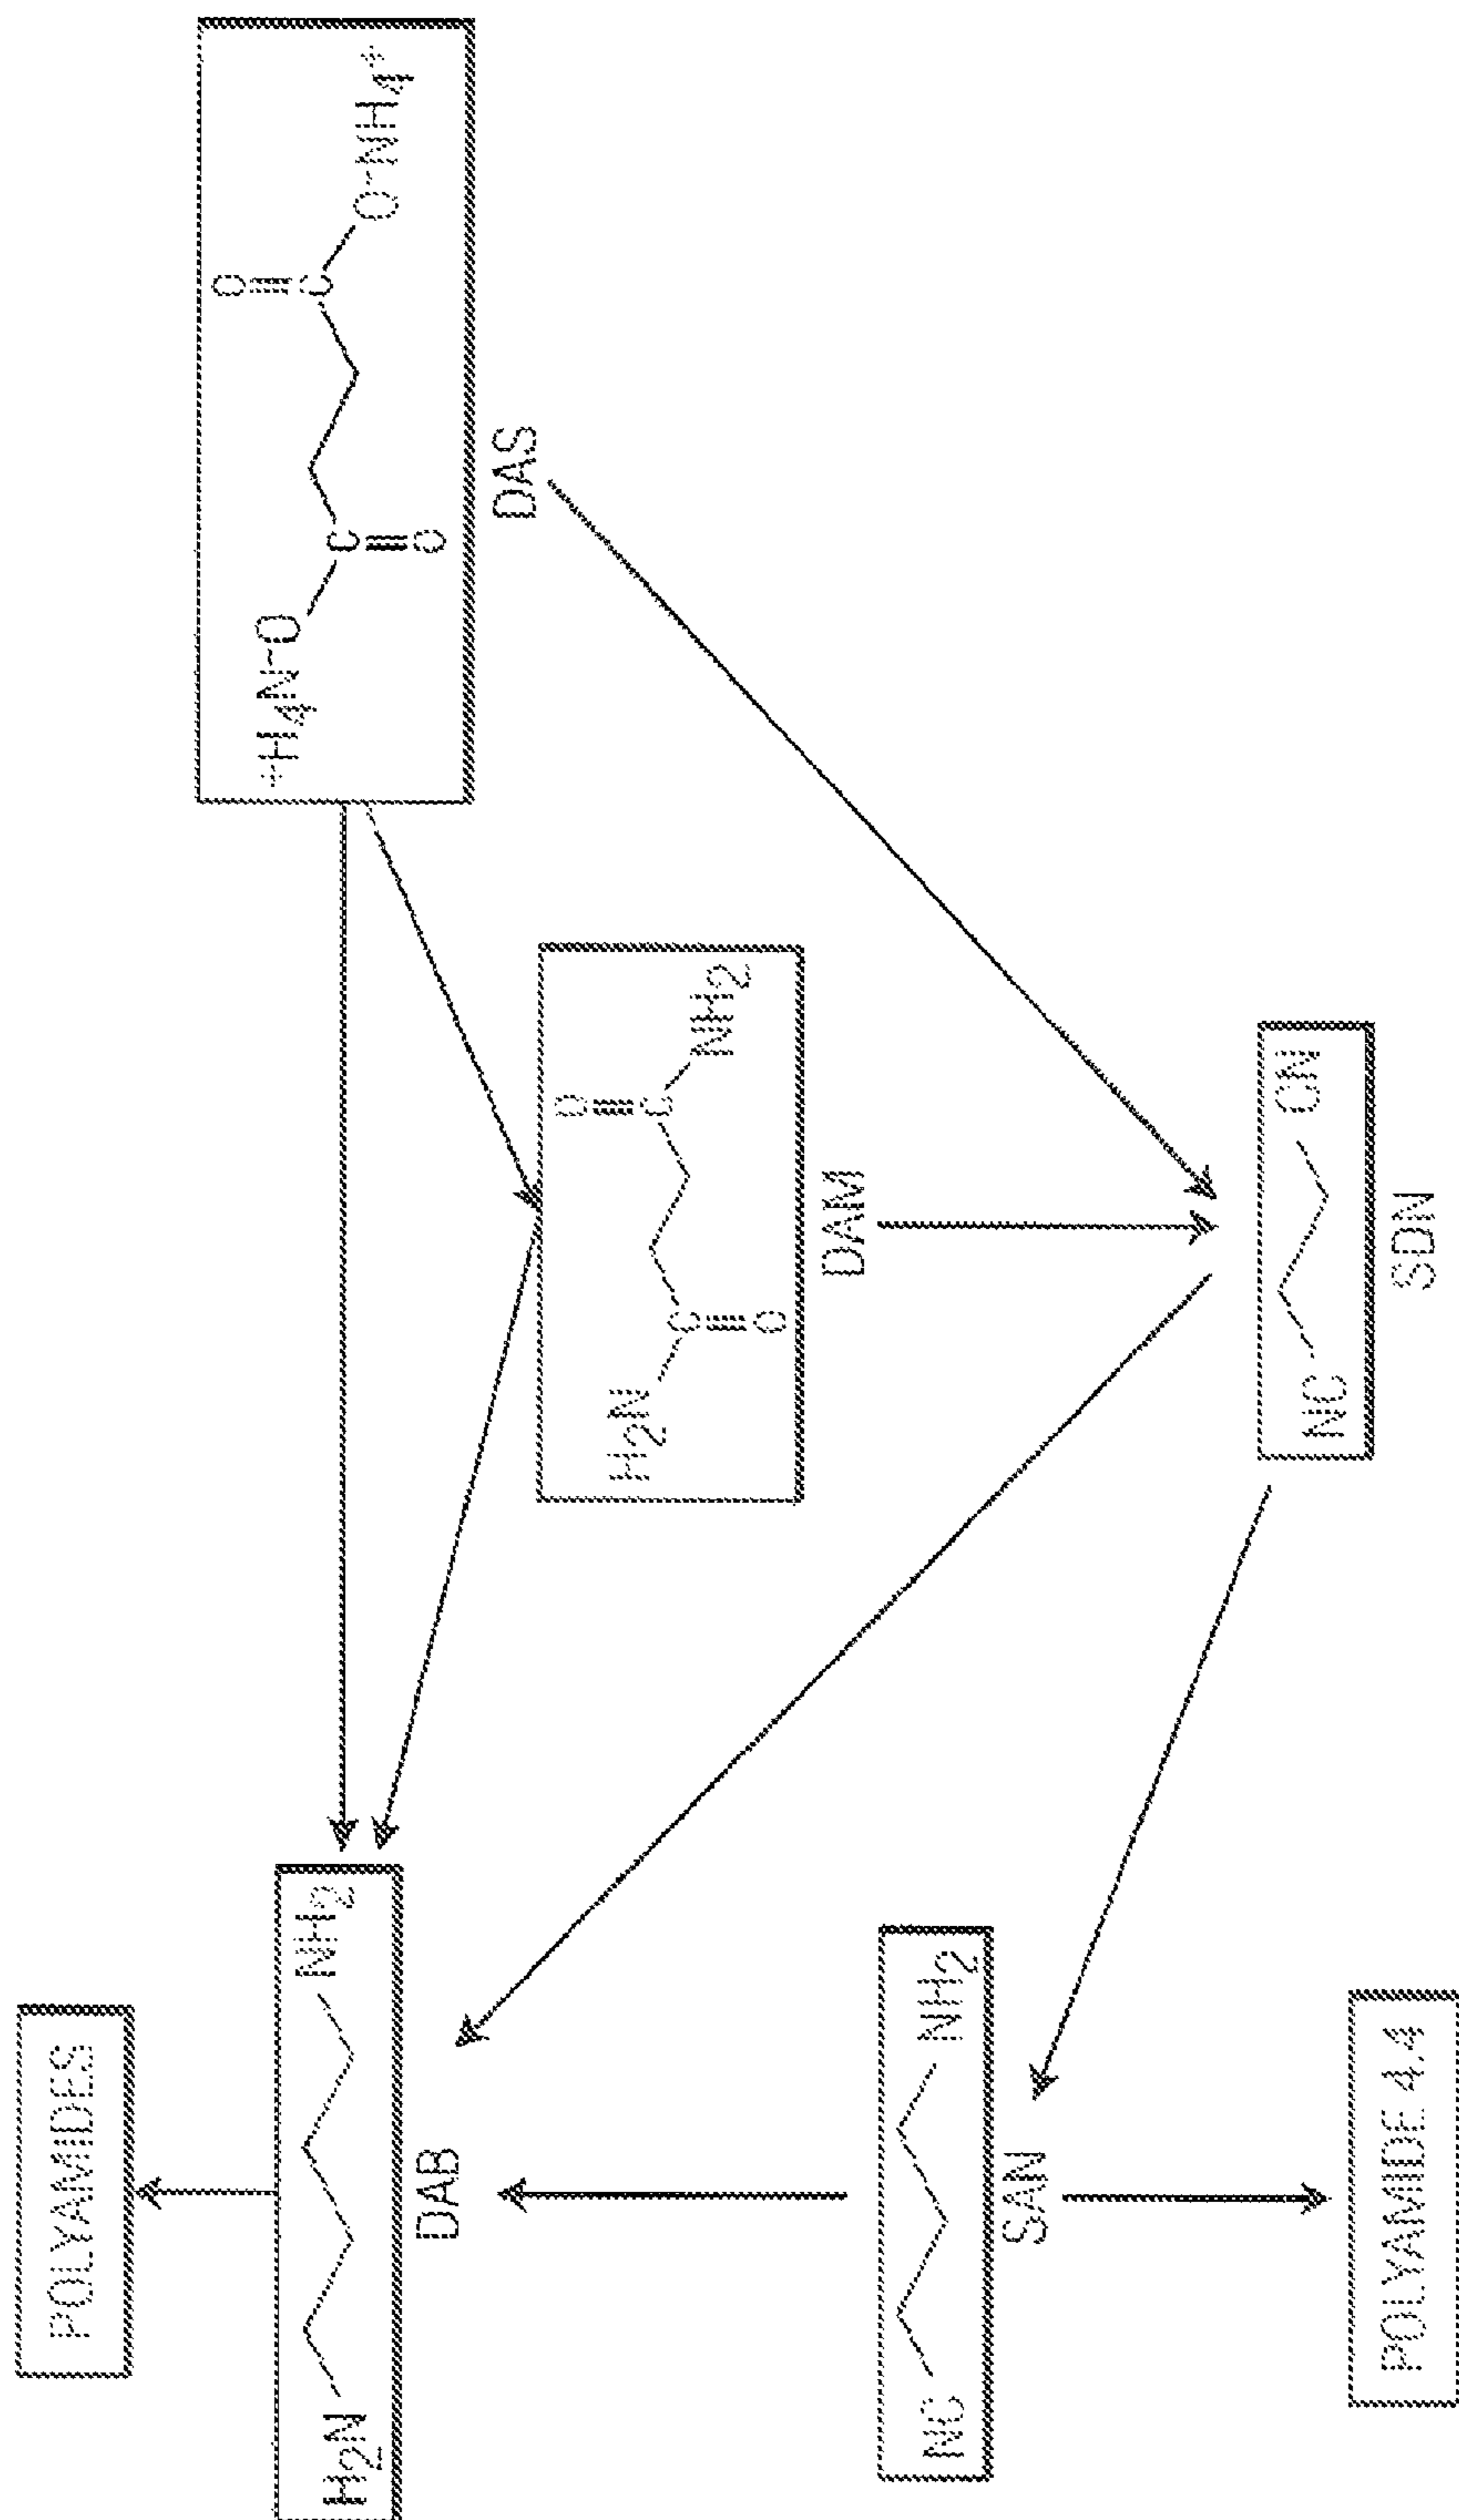 POLYAMIDES
H₂N NH₂
DAB
O
⁺H₄N-O C C O-NH₄⁺
O
DAS
O
H₂N C C NH₂
O
DAM
NC NH₂
SAN
NC CN
SDN
POLYAMIDE 4.4